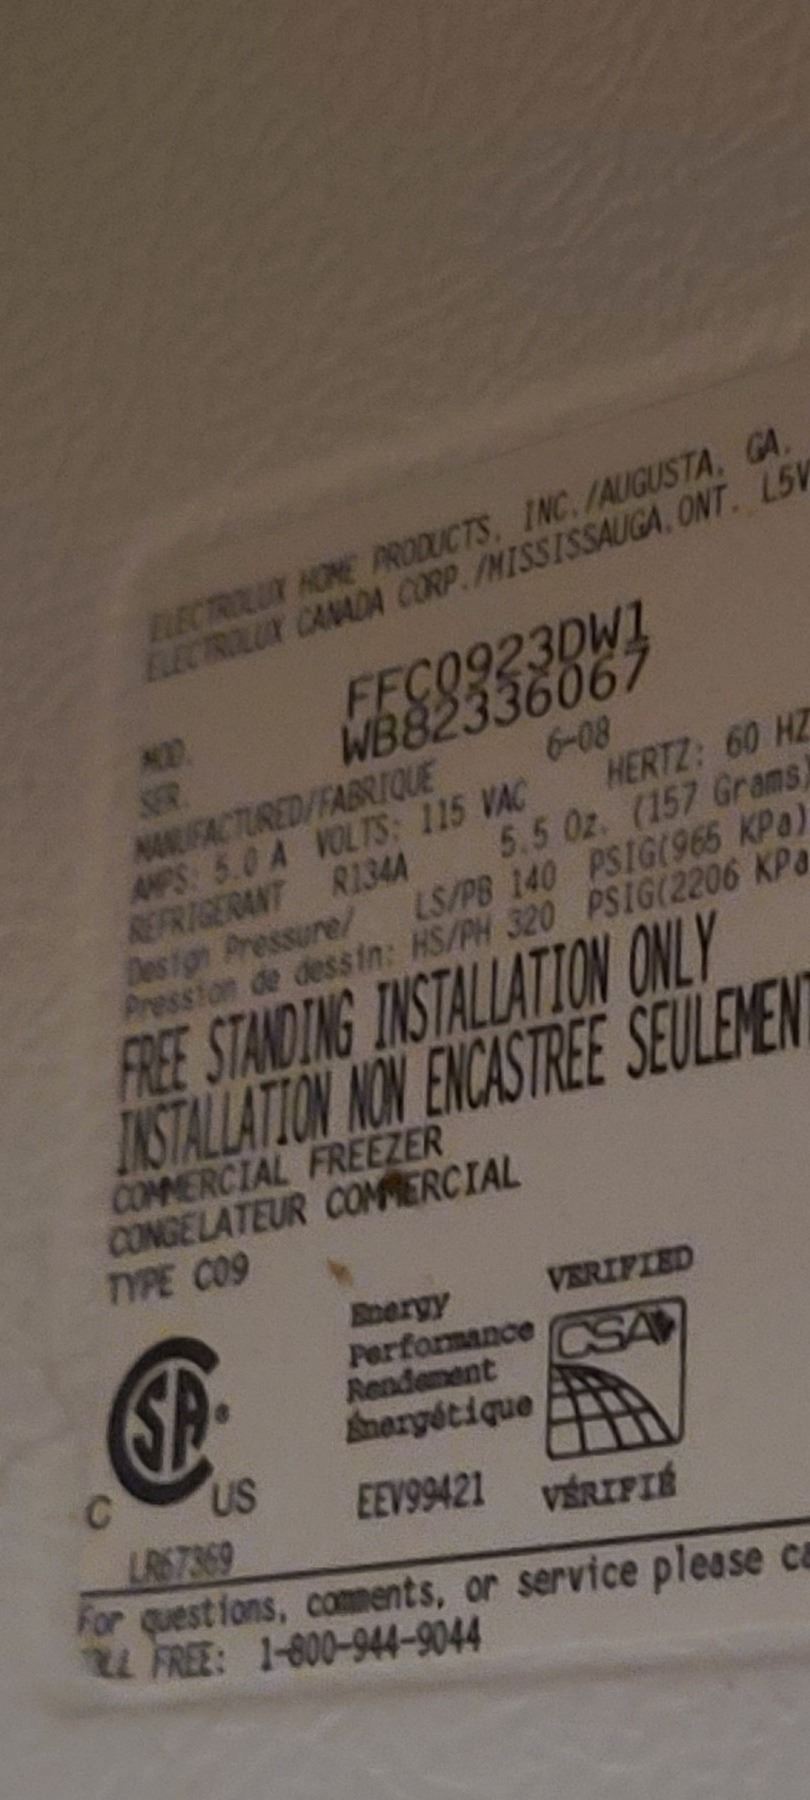 ELECTROLUX HOME PRODUCTS, INC./AUGUSTA, GA.
ELECTROLUX CANADA CORP./MISSISSAUGA,ONT. L5V
MOD. FFC0923DW1
SER. WB82336067
MANUFACTURED/FABRIQUE 6-08
AMPS: 5.0 A VOLTS: 115 VAC HERTZ: 60 HZ
REFRIGERANT R134A 5.5 Oz. (157 Grams)
Design Pressure/ LS/PB 140 PSIG(965 KPa)
Pression de dessin: HS/PH 320 PSIG(2206 KPa
FREE STANDING INSTALLATION ONLY
INSTALLATION NON ENCASTREE SEULEMENT
COMMERCIAL FREEZER
CONGELATEUR COMMERCIAL
TYPE C09
Energy
Performance
Rendement
Énergétique
EEV99421
VERIFIED
CSA
VÉRIFIÉ
SA
C US
LR67369
For questions, comments, or service please ca
TOLL FREE: 1-800-944-9044